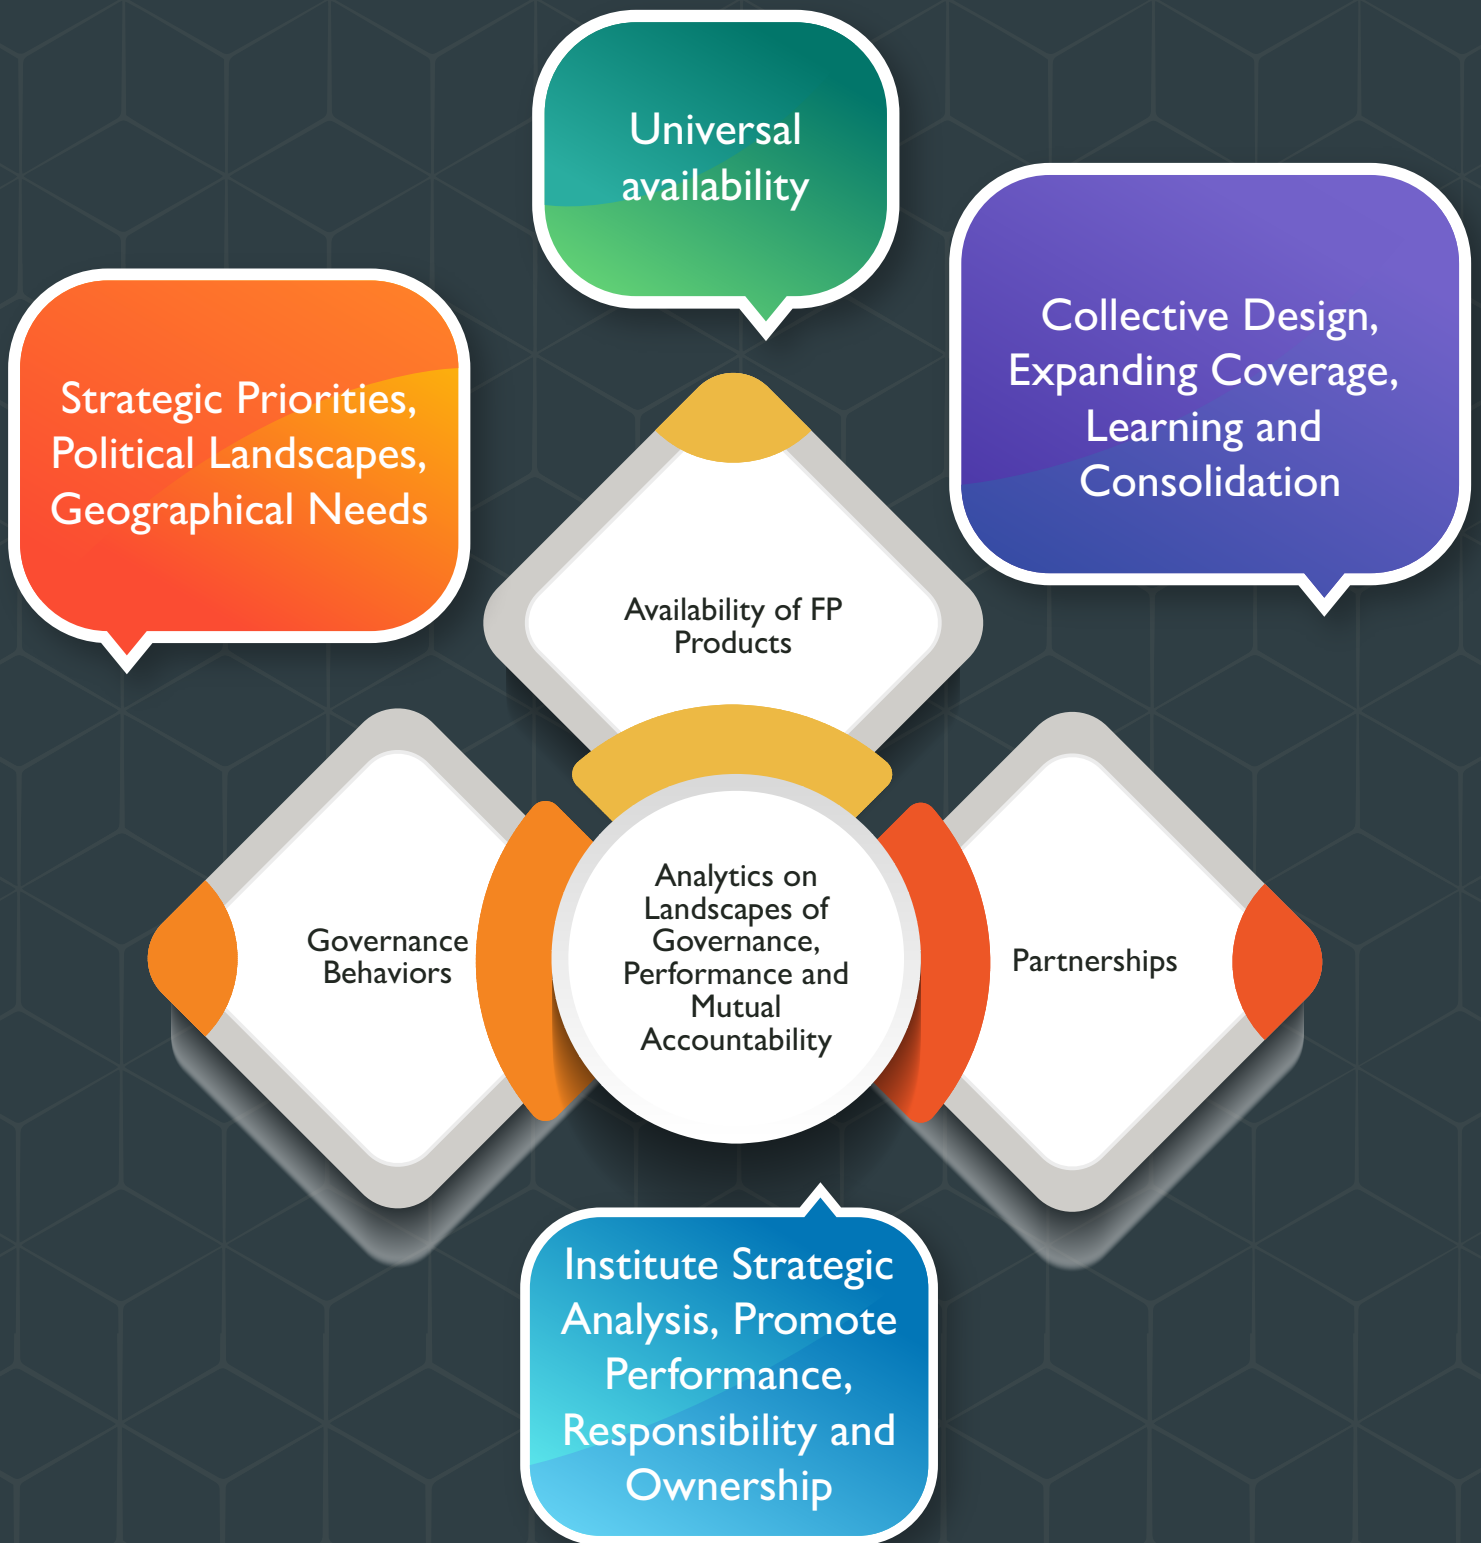 Universal
availability
Collective Design,
Expanding Coverage,
Learning and
Consolidation
Strategic Priorities,
Political Landscapes,
Geographical Needs
Availability of FP
Products
Governance
Behaviors
Analytics on
Landscapes of
Governance,
Performance and
Mutual
Accountability
Partnerships
Institute Strategic
Analysis, Promote
Performance,
Responsibility and
Ownership